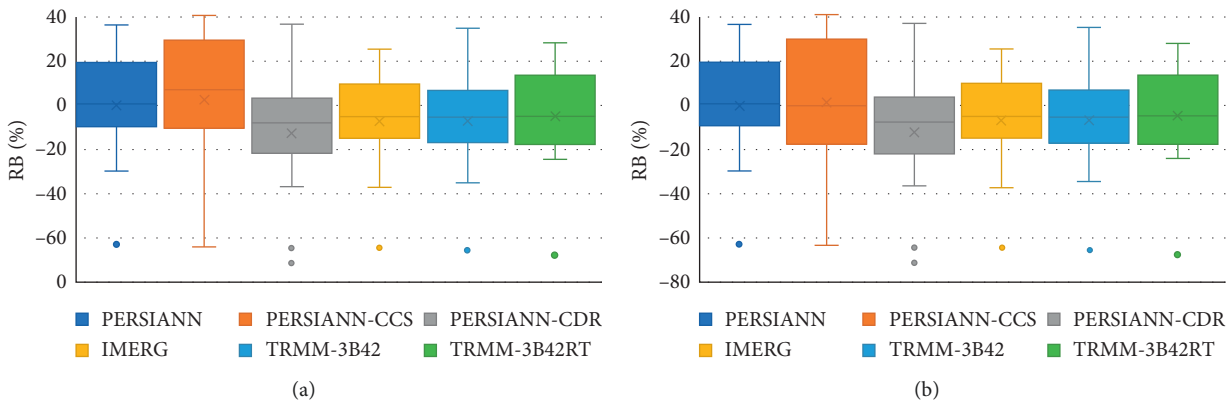 40
20
0
−20
−40
−60
0
RB (%)
PERSIANN
PERSIANN-CCS
PERSIANN-CDR
IMERG
TRMM-3B42
TRMM-3B42RT
(a)
40
20
0
−20
−40
−60
−80
RB (%)
PERSIANN
PERSIANN-CCS
PERSIANN-CDR
IMERG
TRMM-3B42
TRMM-3B42RT
(b)